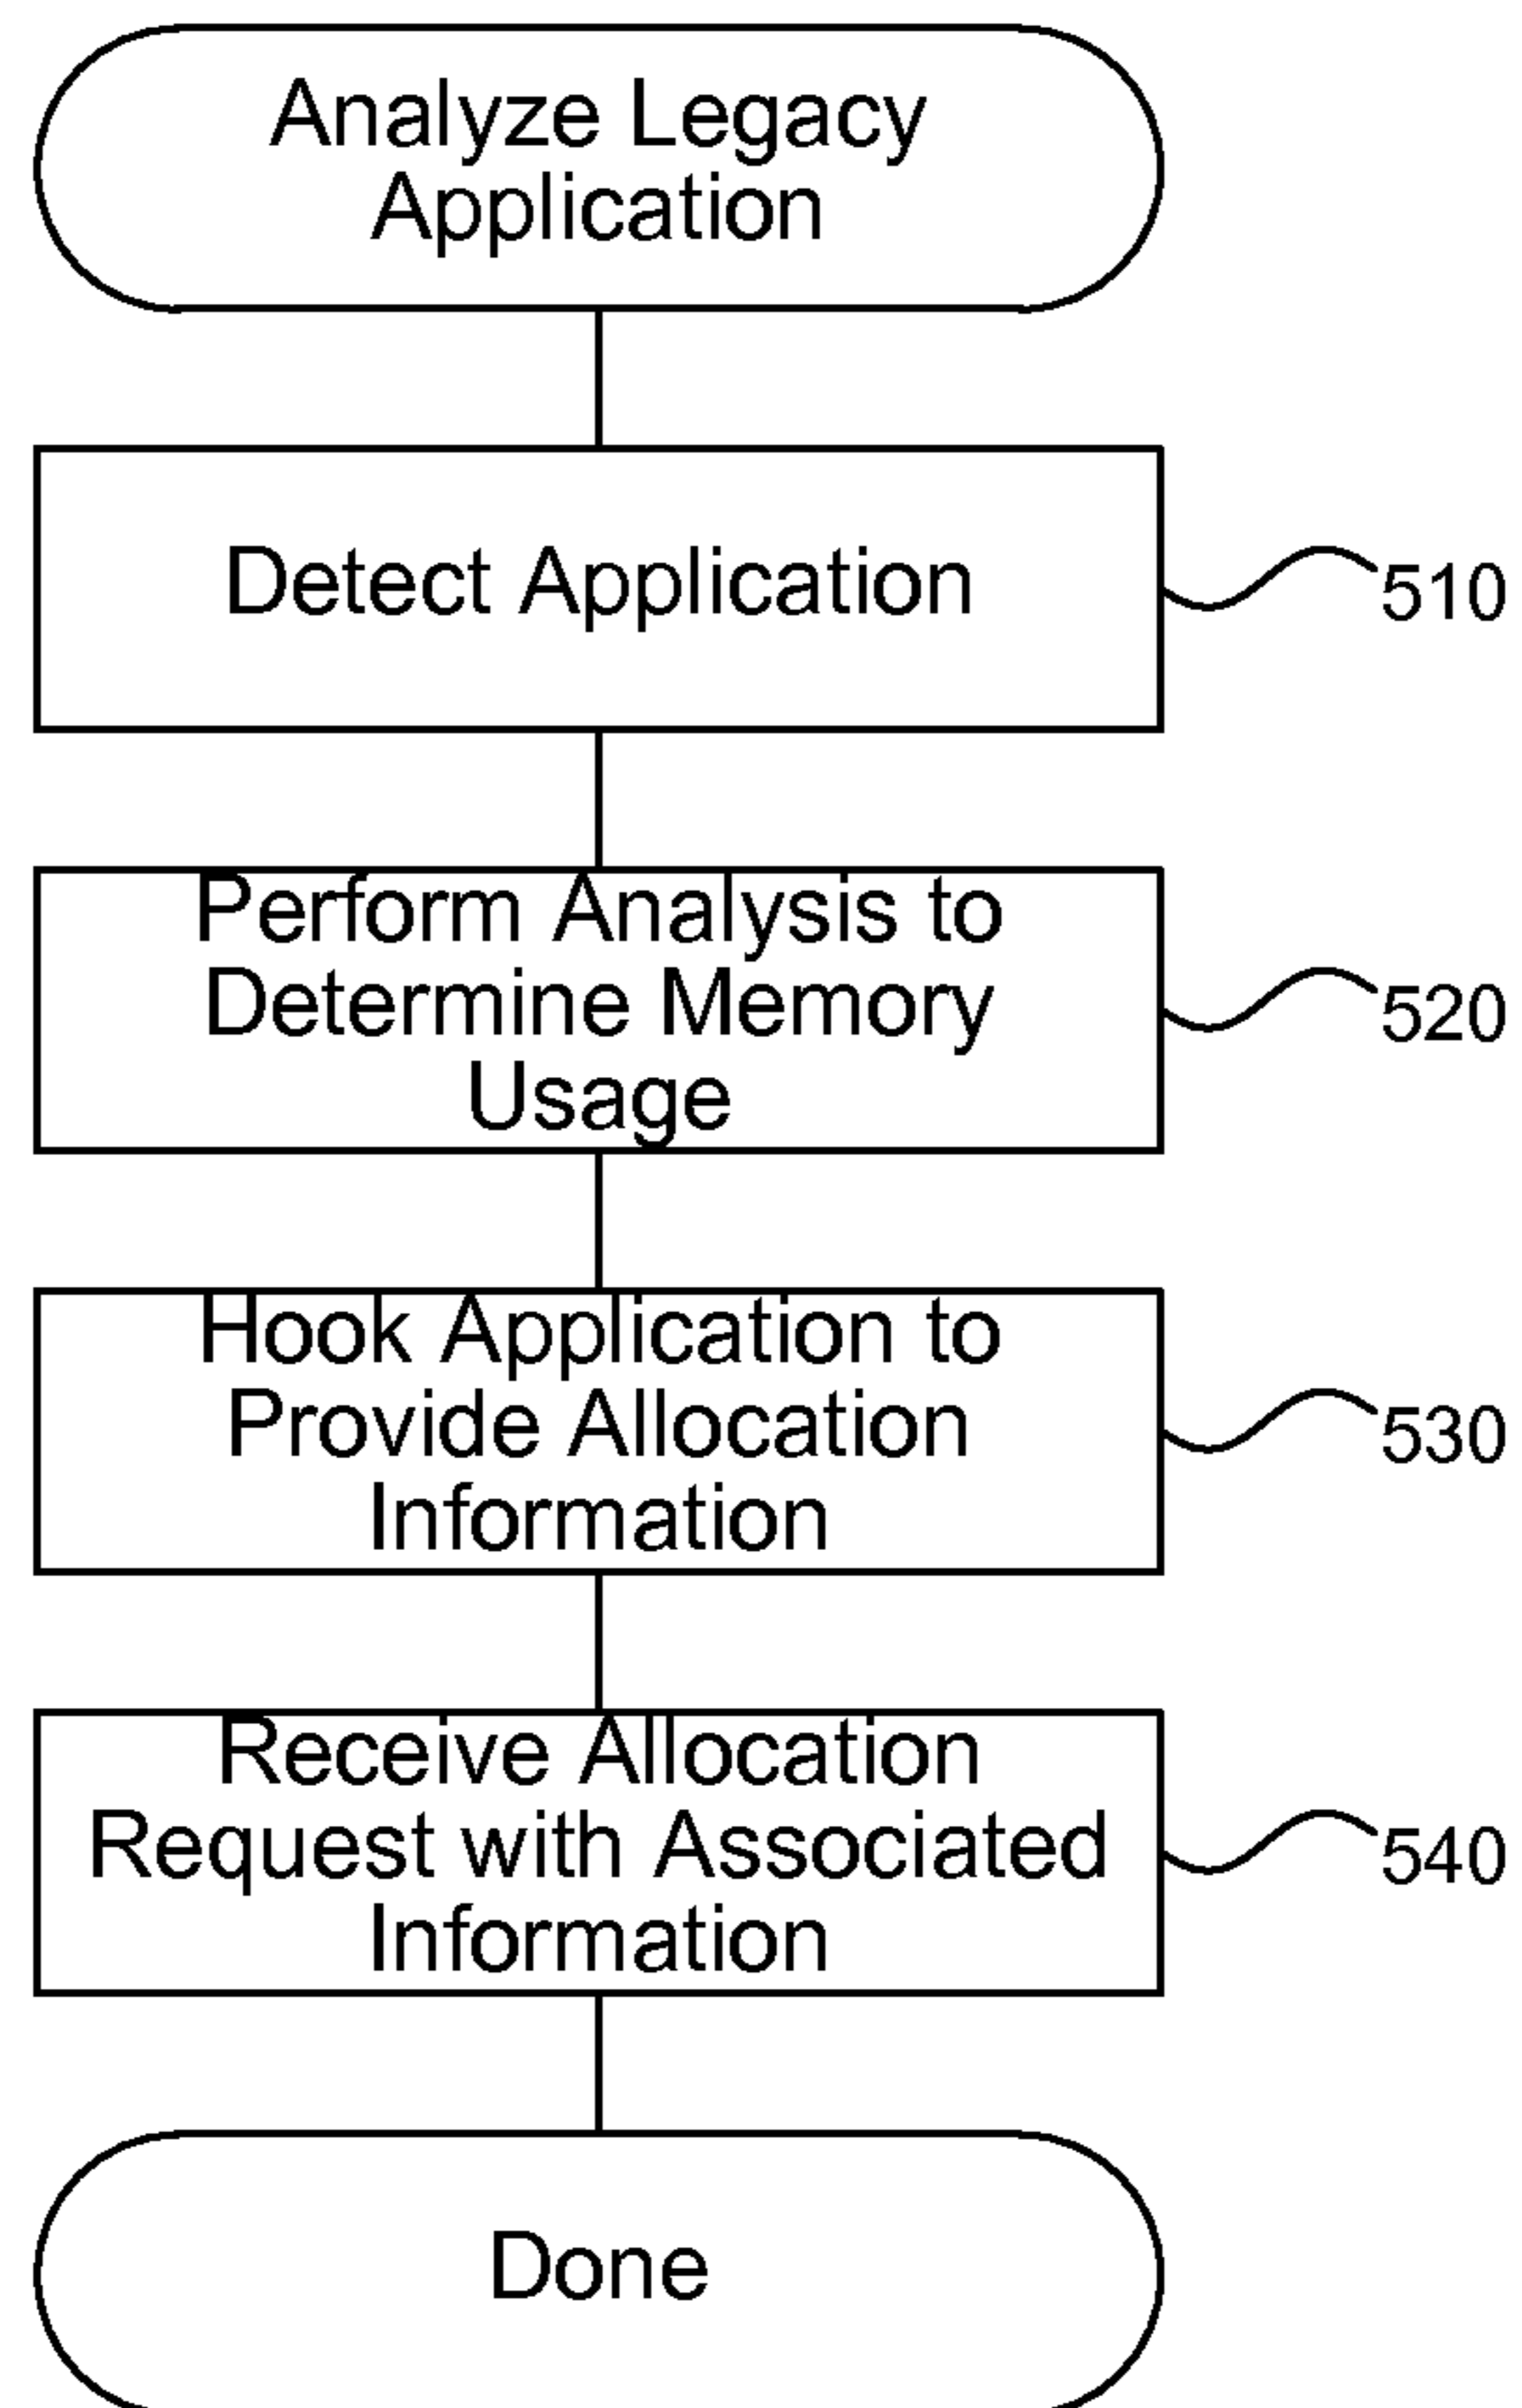 Analyze Legacy
Application
Detect Application
510
Perform Analysis to
Determine Memory
Usage
520
Hook Application to
Provide Allocation
Information
530
Receive Allocation
Request with Associated
Information
540
Done